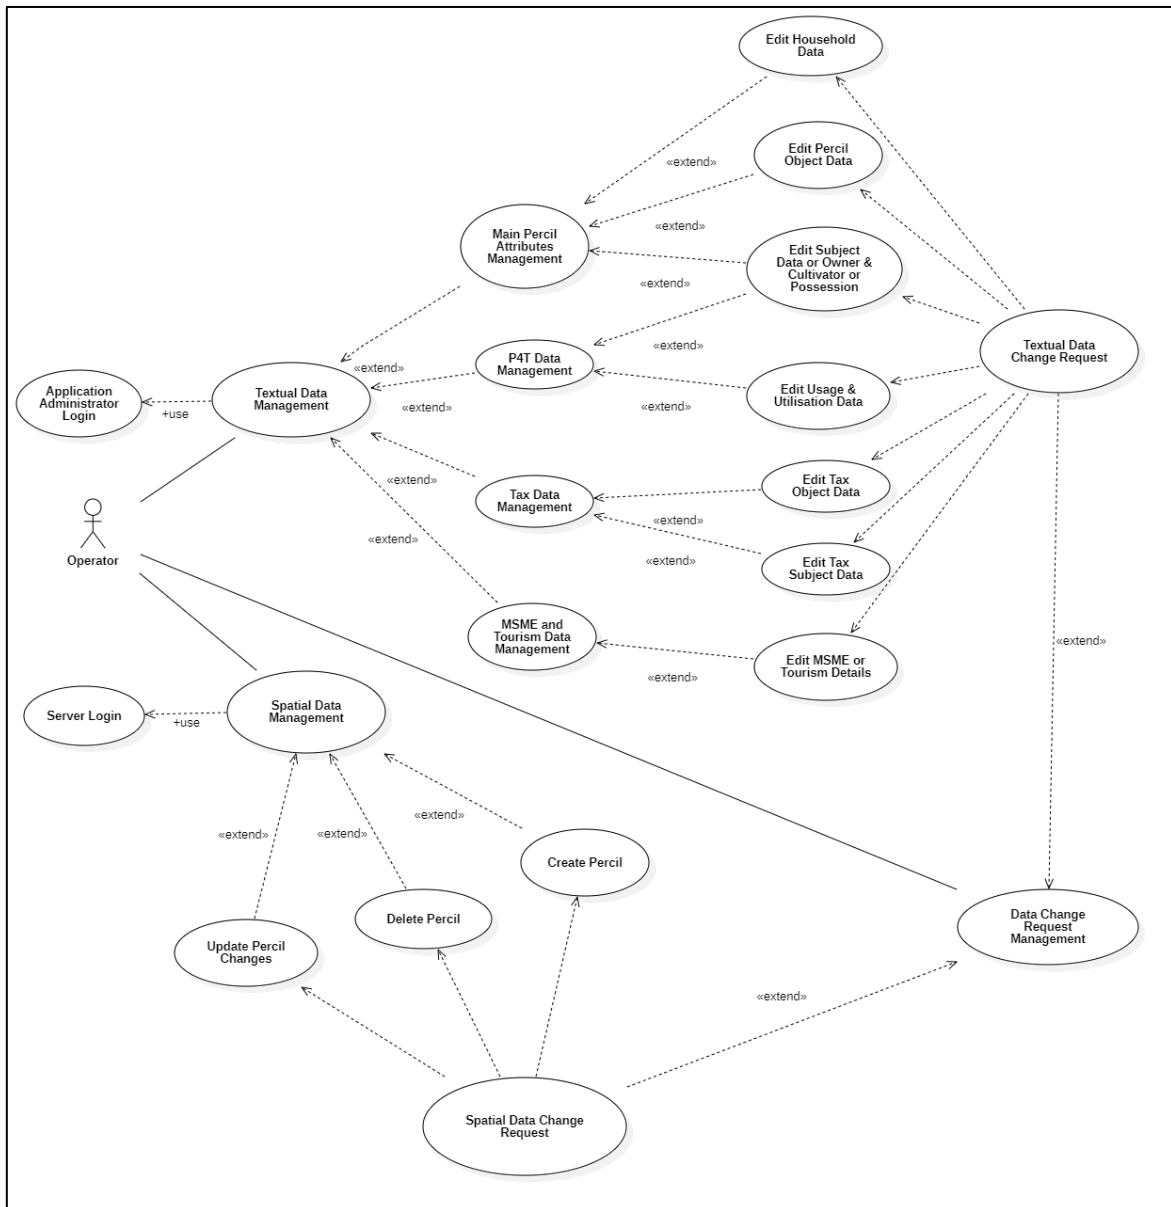 Edit Household
Data
«extend»
Edit Percil
Object Data
Main Percil
Attributes
Management
«extend»
Edit Subject
Data or Owner &
Cultivator or
Possession
«extend»
Textual Data
Change Request
«extend»
P4T Data
Management
«extend»
Application
Administrator
Login
+use
Textual Data
Management
«extend»
Edit Usage &
Utilisation Data
«extend»
«extend»
Tax Data
Management
Edit Tax
Object Data
«extend»
«extend»
Operator
«extend»
Edit Tax
Subject Data
MSME and
Tourism Data
Management
«extend»
Edit MSME or
Tourism Details
«extend»
Server Login
+use
Spatial Data
Management
«extend»
«extend»
«extend»
Create Percil
Delete Percil
Update Percil
Changes
Data Change
Request
Management
«extend»
Spatial Data Change
Request